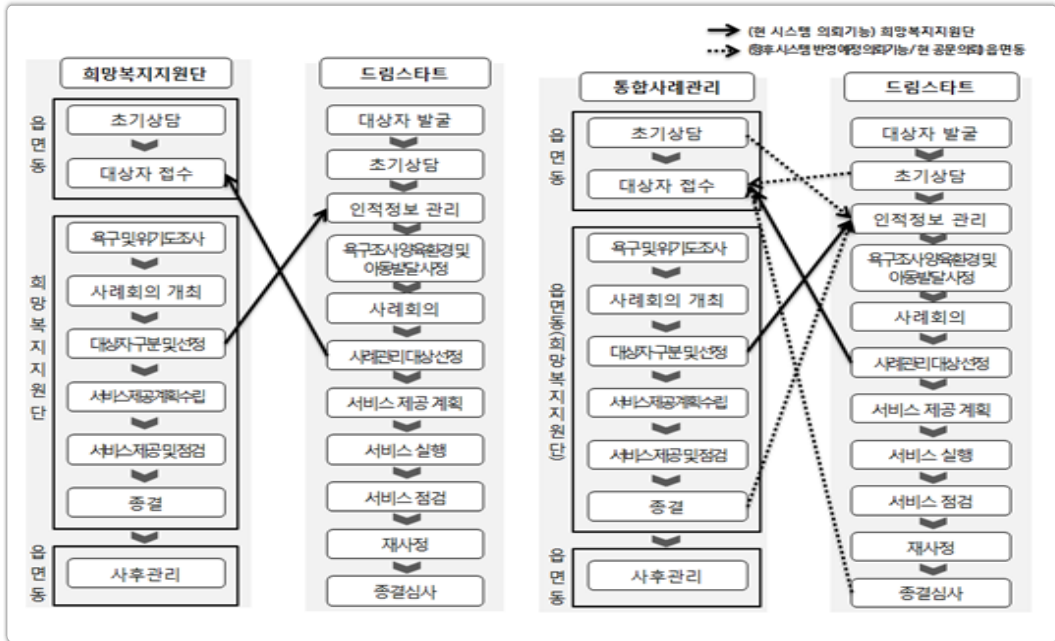 (현 시스템 의뢰기능) 희망복지지원단
(향후시스템 반영예정의뢰기능/현 공문의뢰) 읍면동
희망복지지원단
읍면동
초기상담
대상자 접수
희망복지지원단
욕구및위기도조사
사례회의 개최
대상자구분 및 선정
서비스제공계획수립
서비스제공 및 점검
종결
읍면동
사후관리
드림스타트
대상자 발굴
초기상담
인적정보 관리
욕구조사양육환경 및
아동발달 사정
사례회의
사례관리 대상 선정
서비스 제공 계획
서비스 실행
서비스 점검
재사정
종결심사
통합사례관리
읍면동
초기상담
대상자 접수
읍면동(희망복지지원단)
욕구및위기도조사
사례회의 개최
대상자구분 및 선정
서비스제공계획수립
서비스제공 및 점검
종결
읍면동
사후관리
드림스타트
대상자 발굴
초기상담
인적정보 관리
욕구조사양육환경 및
아동발달 사정
사례회의
사례관리 대상 선정
서비스 제공 계획
서비스 실행
서비스 점검
재사정
종결심사